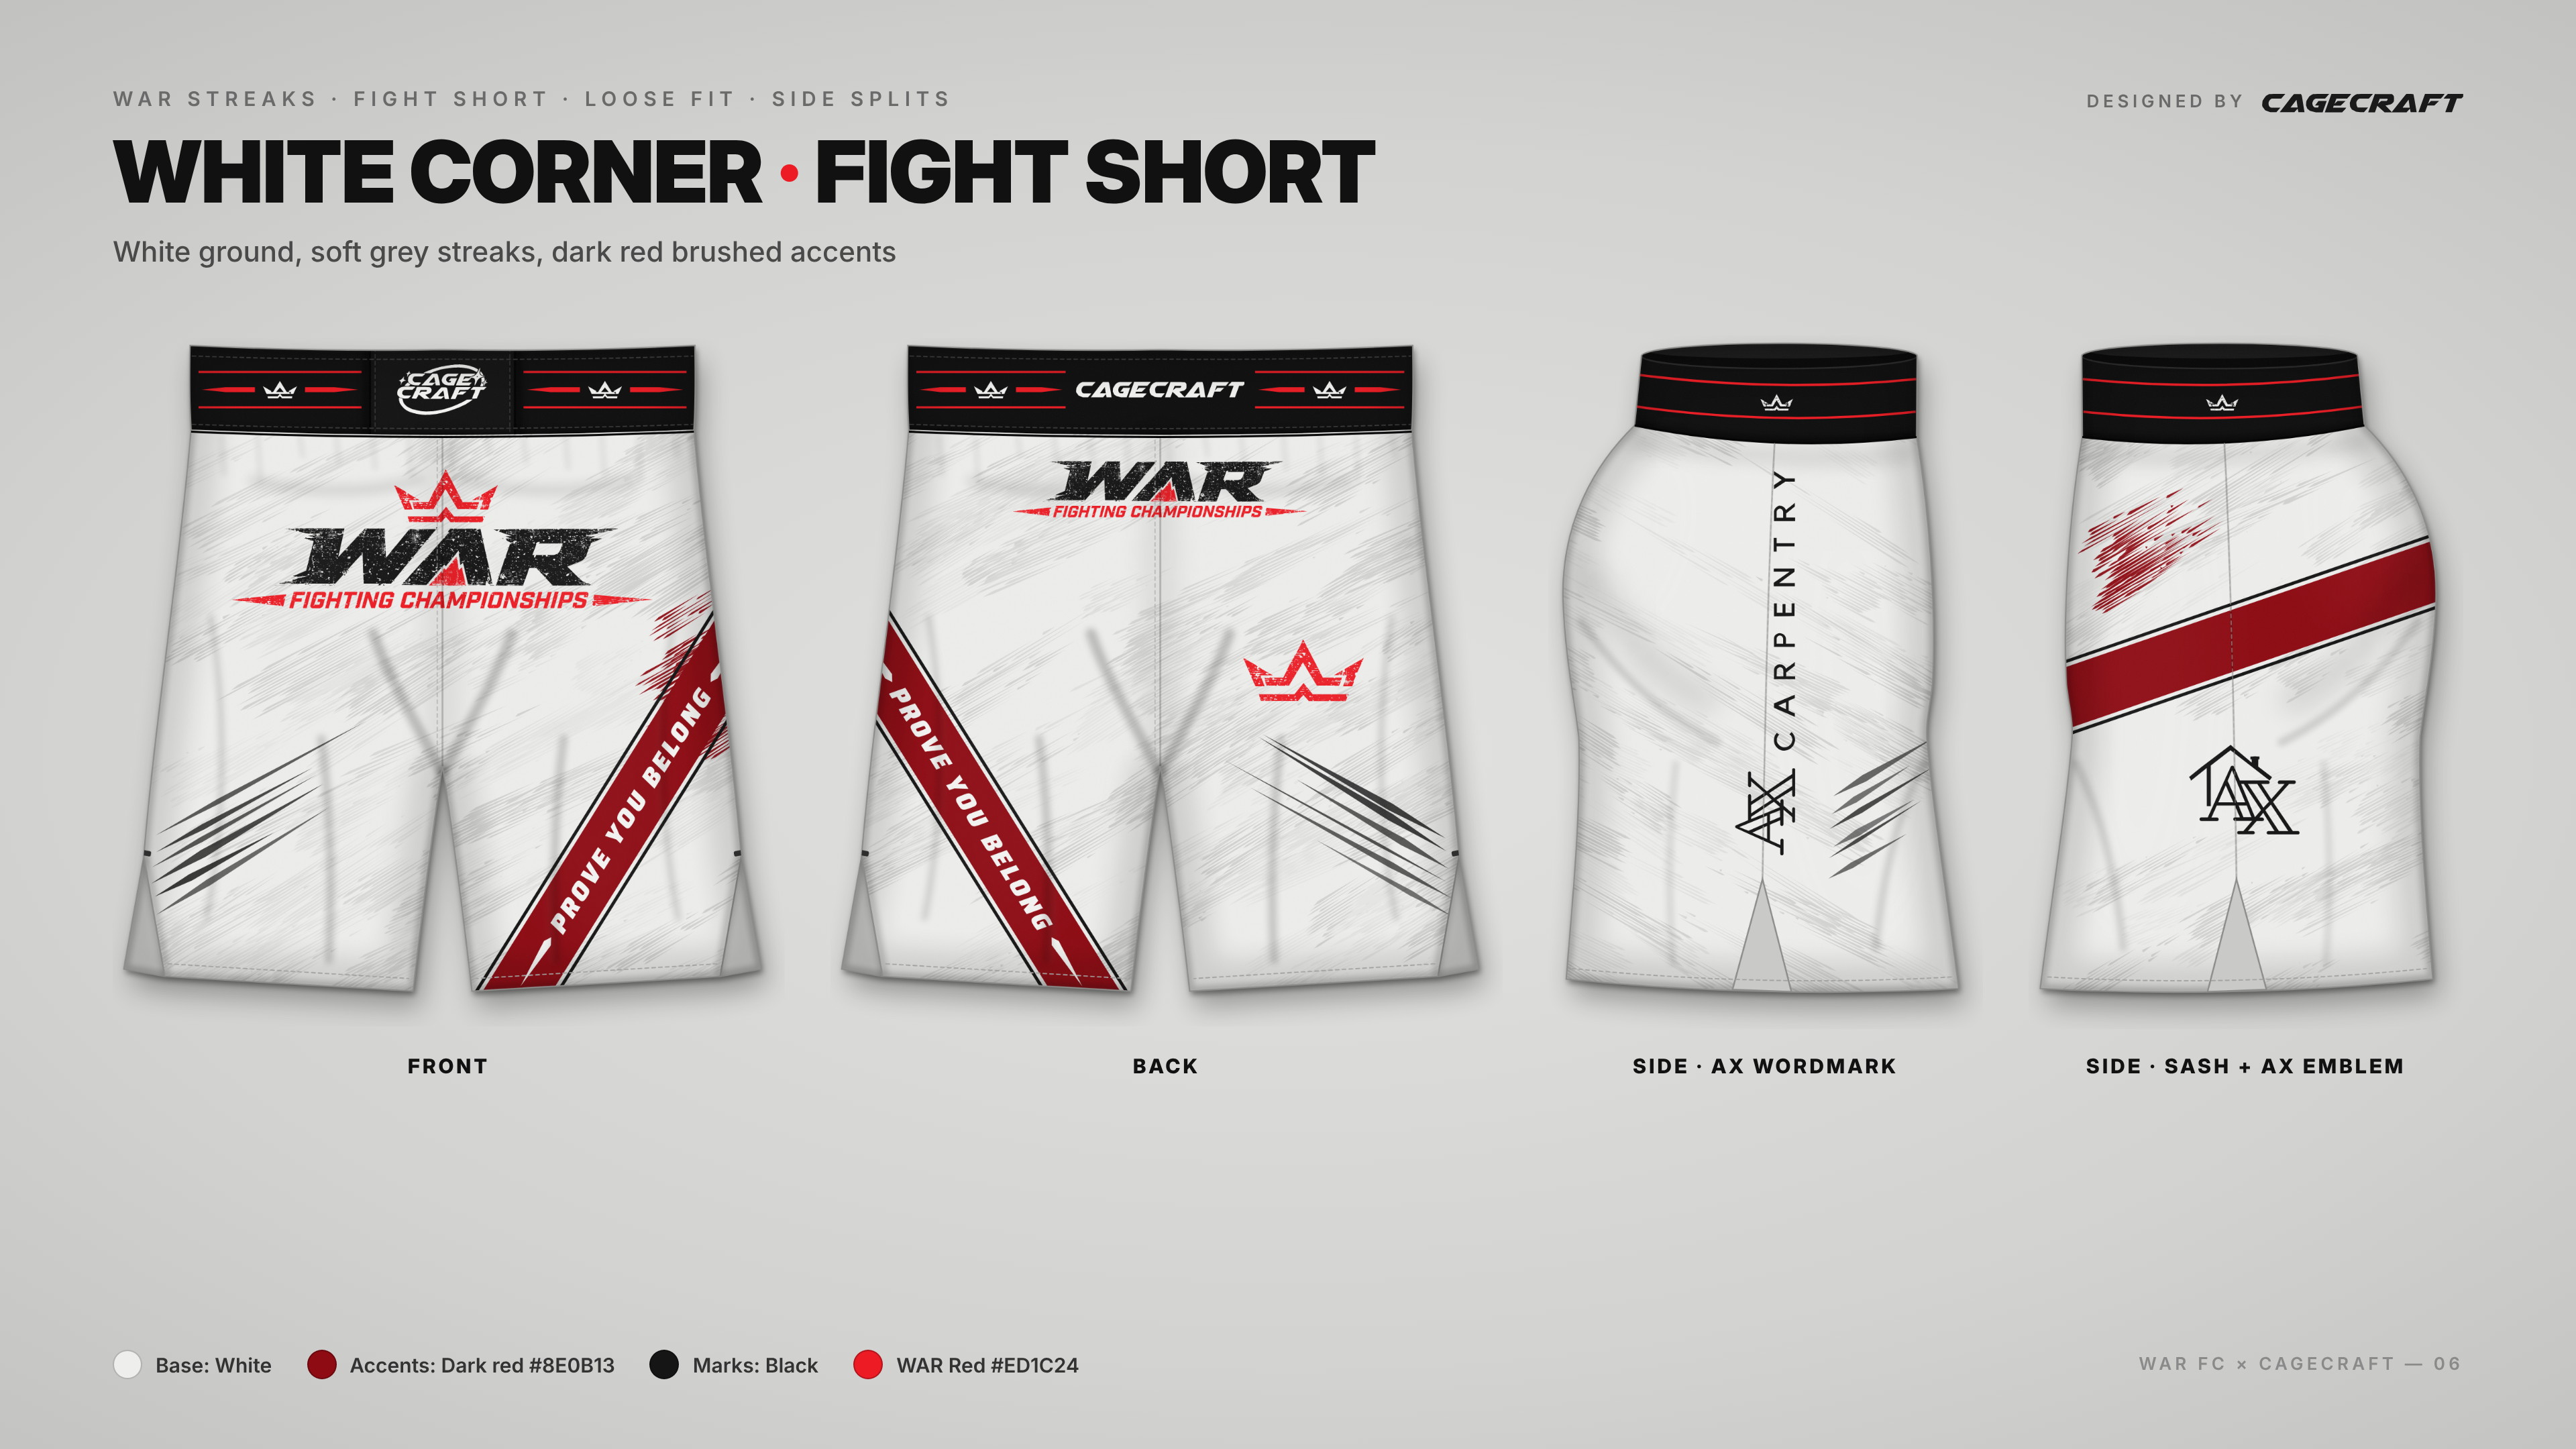 WAR STREAKS · FIGHT SHORT · LOOSE FIT · SIDE SPLITS
DESIGNED BY CAGECRAFT
WHITE CORNER · FIGHT SHORT
White ground, soft grey streaks, dark red brushed accents
CAGE
CRAFT
WAR
FIGHTING CHAMPIONSHIPS
PROVE YOU BELONG
CAGECRAFT
WAR
FIGHTING CHAMPIONSHIPS
PROVE YOU BELONG
AX CARPENTRY
AX
FRONT
BACK
SIDE · AX WORDMARK
SIDE · SASH + AX EMBLEM
Base: White
Accents: Dark red #8E0B13
Marks: Black
WAR Red #ED1C24
WAR FC × CAGECRAFT — 06